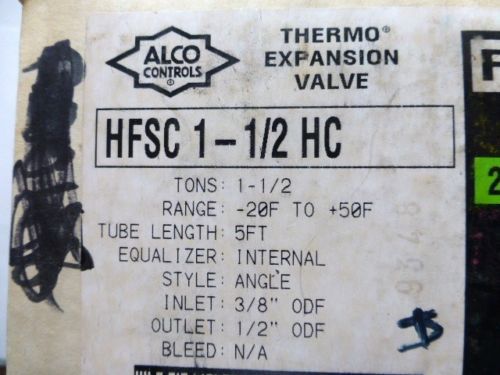 ALCO
CONTROLS
®
THERMO®
EXPANSION
VALVE
HFSC 1-1/2 HC
TONS: 1-1/2
RANGE: -20F TO +50F
TUBE LENGTH: 5FT
EQUALIZER: INTERNAL
STYLE: ANGLE
INLET: 3/8" ODF
OUTLET: 1/2" ODF
BLEED: N/A
2